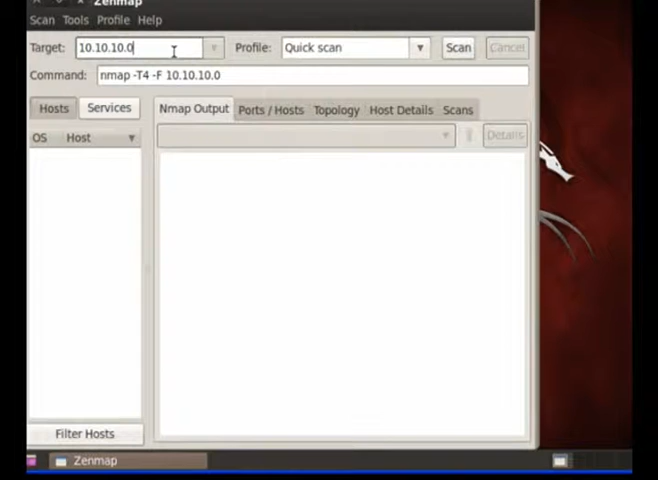 Zenmap
Scan Tools Profile Help
Target: 10.10.10.0 Profile: Quick scan Scan Cancel
Command: nmap -T4 -F 10.10.10.0
Hosts Services Nmap Output Ports / Hosts Topology Host Details Scans
OS Host Details
Filter Hosts
Zenmap